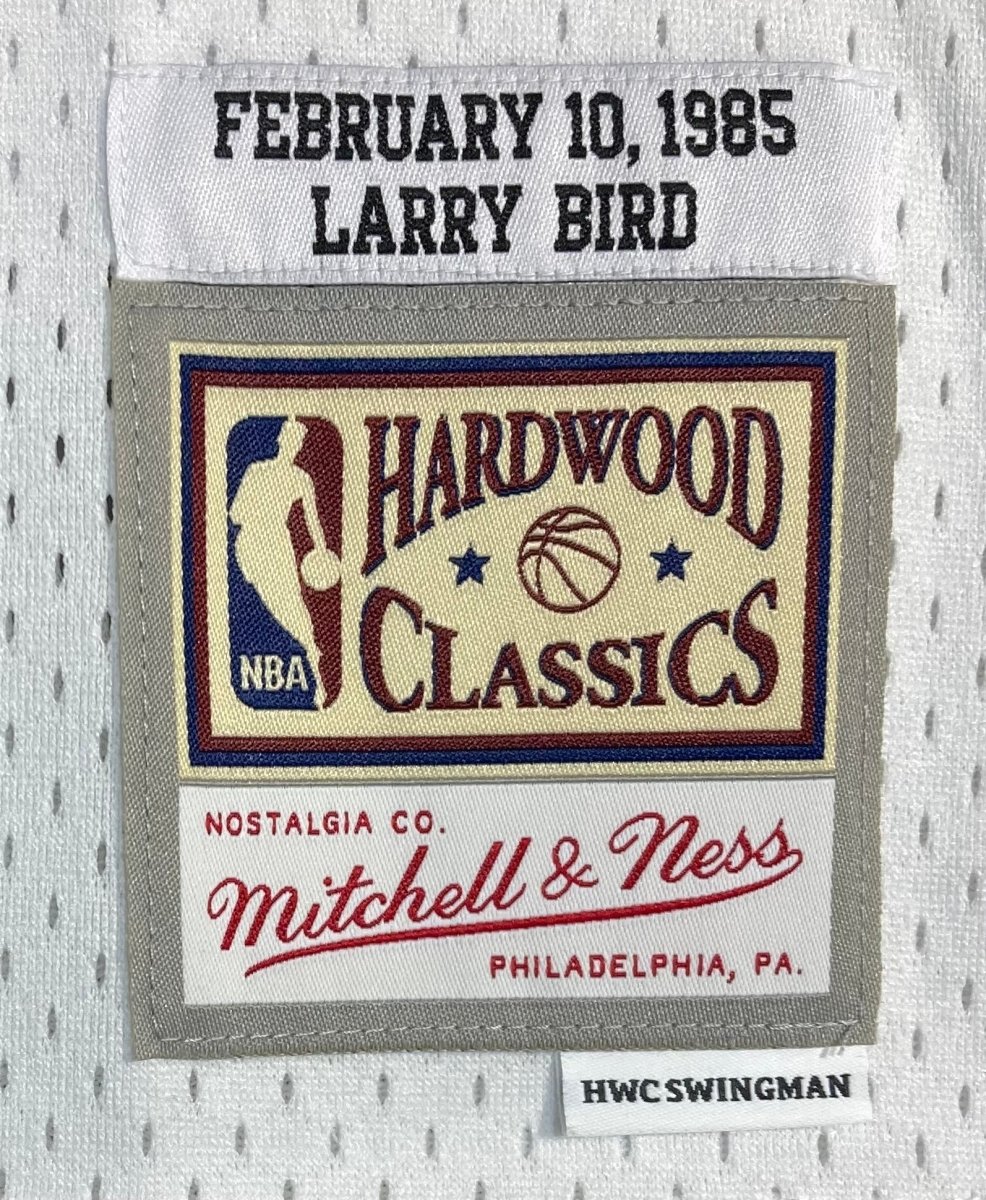 FEBRUARY 10, 1985
LARRY BIRD
HARDWOOD
CLASSICS
NBA
NOSTALGIA CO.
Mitchell & Ness
PHILADELPHIA, PA.
HWC SWINGMAN